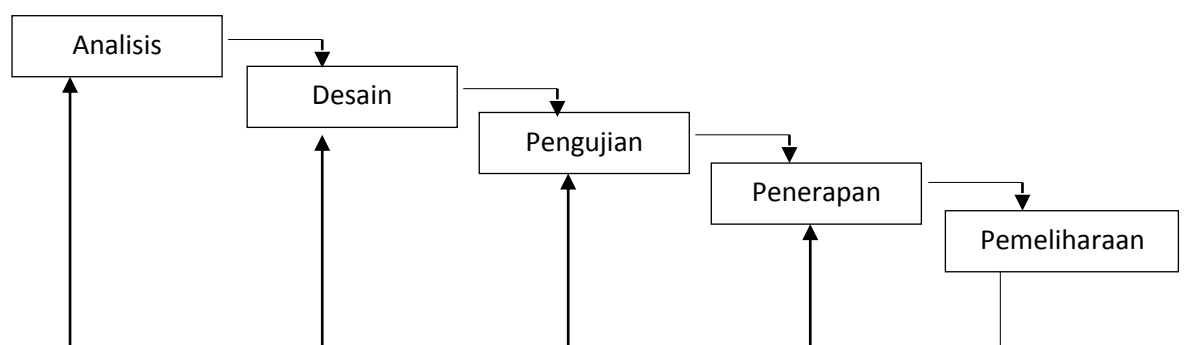 Analisis
Desain
Pengujian
Penerapan
Pemeliharaan